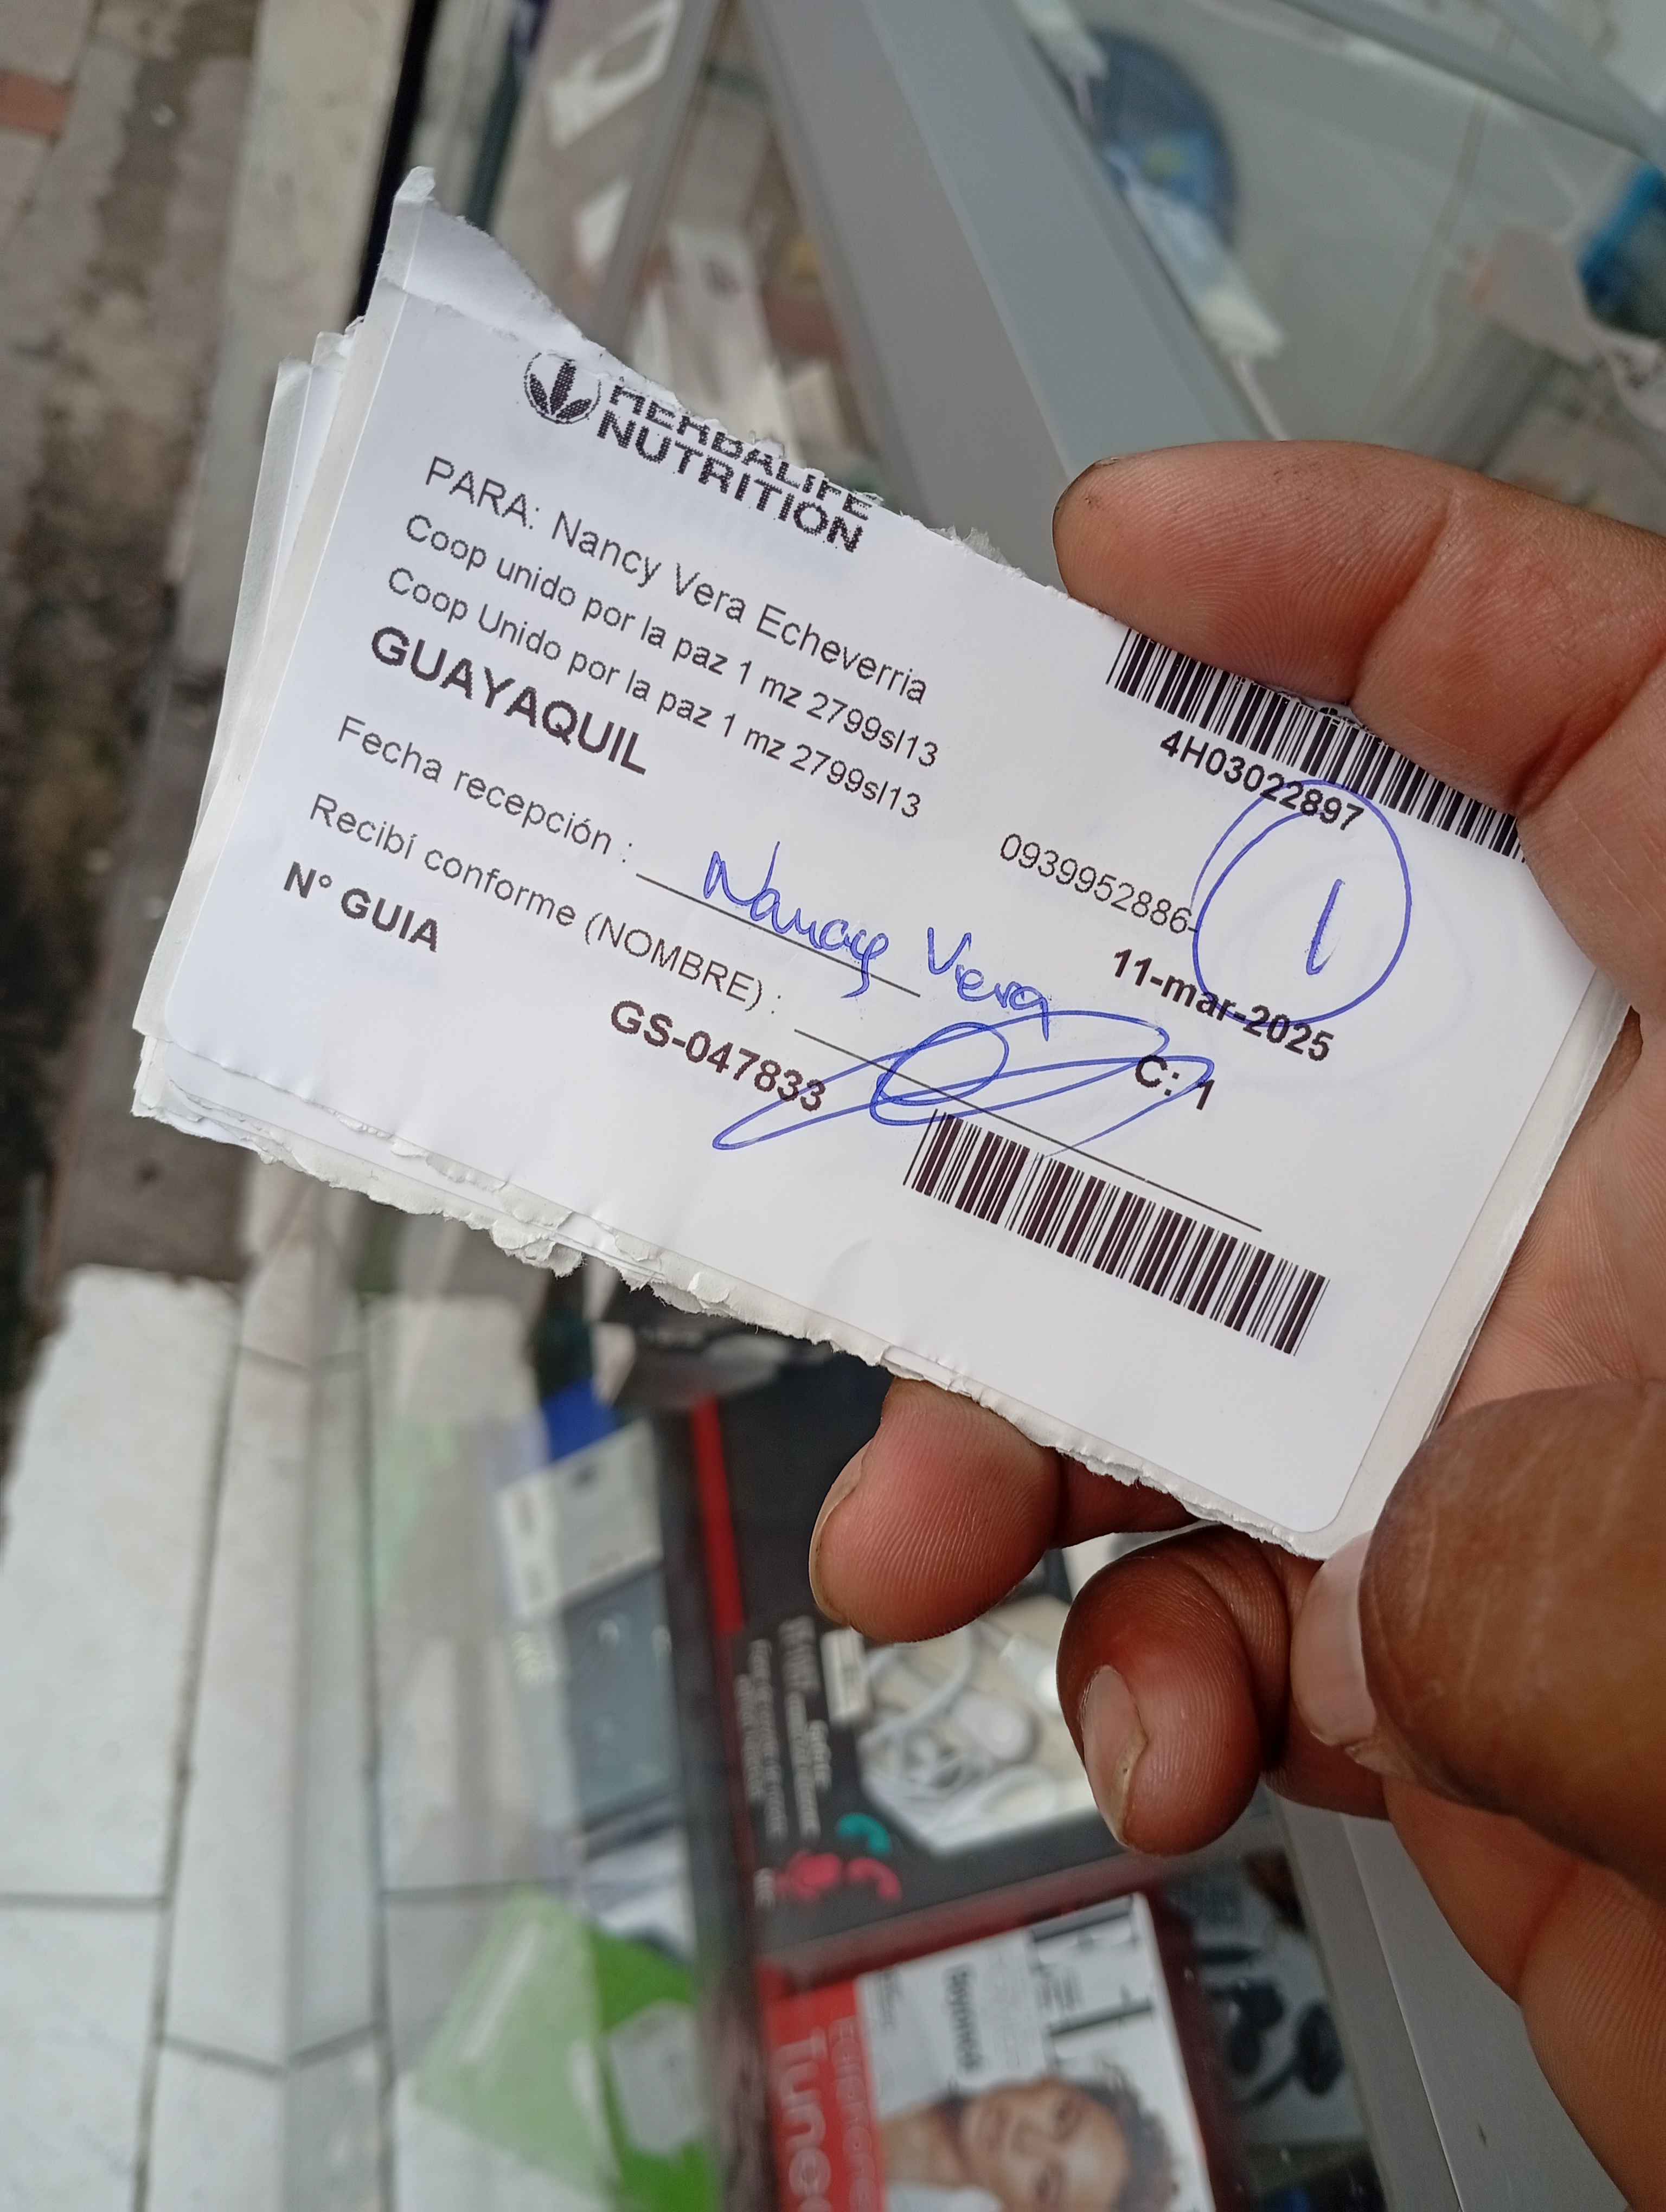 HERBALIFE
NUTRITION
PARA: Nancy Vera Echeverria
Coop unido por la paz 1 mz 2799sl13
Coop Unido por la paz 1 mz 2799sl13
GUAYAQUIL
4H03022897
0939952886-
1
11-mar-2025
Fecha recepción :
Nancy Vera
Recibí conforme (NOMBRE) :
C: 1
N° GUIA
GS-047833